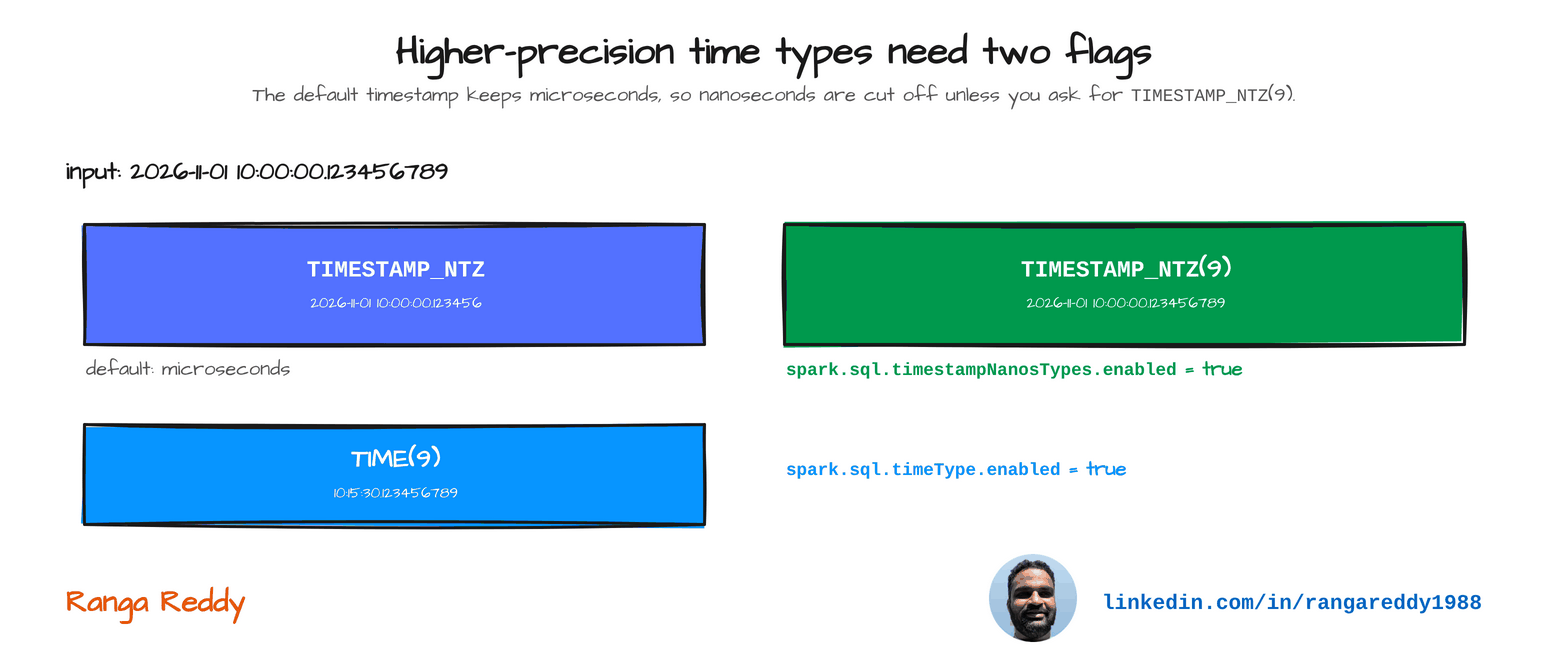 Higher-precision time types need two flags
The default timestamp keeps microseconds, so nanoseconds are cut off unless you ask for TIMESTAMP_NTZ(9).
input: 2026-11-01 10:00:00.123456789
TIMESTAMP_NTZ
2026-11-01 10:00:00.123456
default: microseconds
TIMESTAMP_NTZ(9)
2026-11-01 10:00:00.123456789
spark.sql.timestampNanosTypes.enabled = true
TIME(9)
10:15:30.123456789
spark.sql.timeType.enabled = true
Ranga Reddy
linkedin.com/in/rangareddy1988